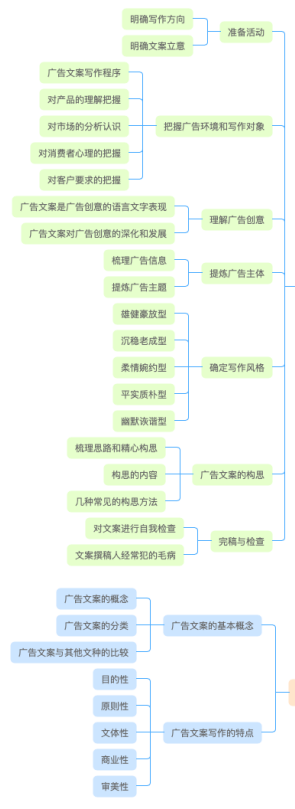 明确写作方向
明确文案立意
准备活动
广告文案写作程序
对产品的理解把握
对市场的分析认识
对消费者心理的把握
对客户要求的把握
把握广告环境和写作对象
广告文案是广告创意的语言文字表现
广告文案对广告创意的深化和发展
理解广告创意
梳理广告信息
提炼广告主题
提炼广告主体
雄健豪放型
沉稳老成型
柔情婉约型
平实质朴型
幽默诙谐型
确定写作风格
梳理思路和精心构思
构思的内容
几种常见的构思方法
广告文案的构思
对文案进行自我检查
文案撰稿人经常犯的毛病
完稿与检查
广告文案的概念
广告文案的分类
广告文案与其他文种的比较
广告文案的基本概念
目的性
原则性
文体性
商业性
审美性
广告文案写作的特点